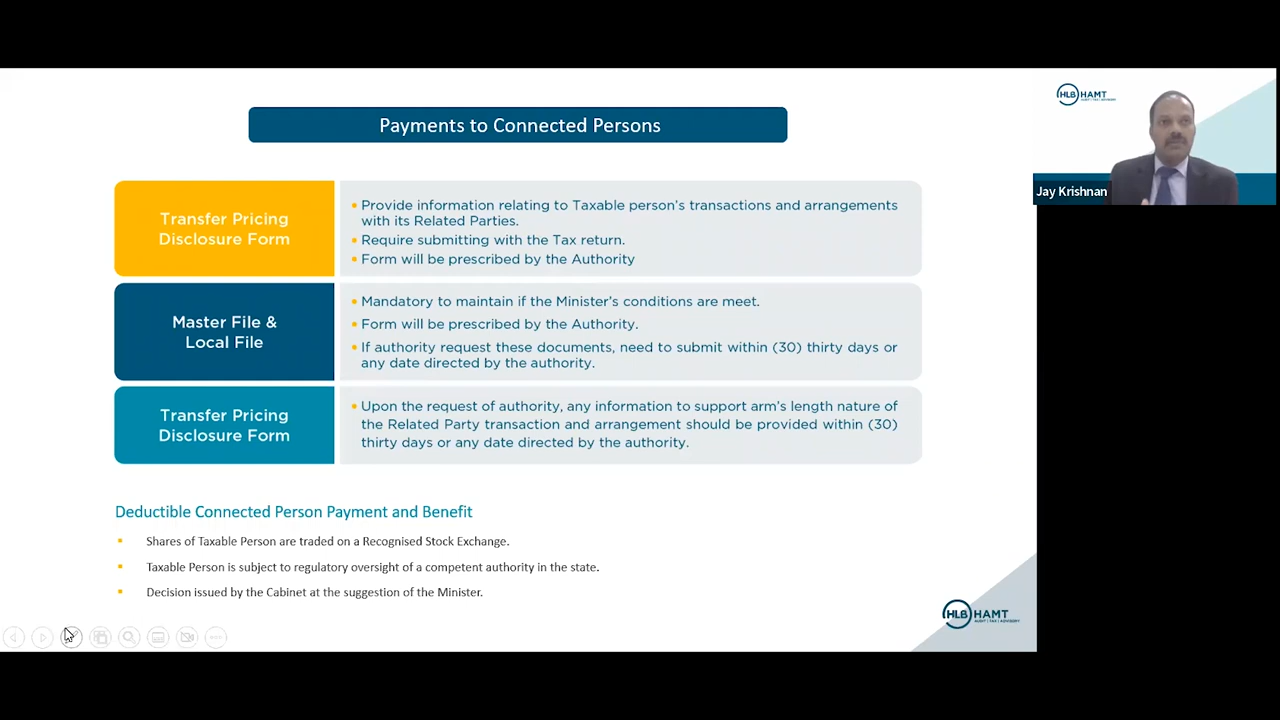 Payments to Connected Persons
Transfer Pricing
Disclosure Form
Provide information relating to Taxable person's transactions and arrangements
with its Related Parties.
Require submitting with the Tax return.
Form will be prescribed by the Authority
Master File &
Local File
Mandatory to maintain if the Minister's conditions are meet.
Form will be prescribed by the Authority.
If authority request these documents, need to submit within (30) thirty days or
any date directed by the authority.
Transfer Pricing
Disclosure Form
Upon the request of authority, any information to support arm's length nature of
the Related Party transaction and arrangement should be provided within (30)
thirty days or any date directed by the authority.
Deductible Connected Person Payment and Benefit
Shares of Taxable Person are traded on a Recognised Stock Exchange.
Taxable Person is subject to regulatory oversight of a competent authority in the state.
Decision issued by the Cabinet at the suggestion of the Minister.
HLB HAMT
AUDIT | TAX | ADVISORY
HLB HAMT
AUDIT | TAX | ADVISORY
Jay Krishnan